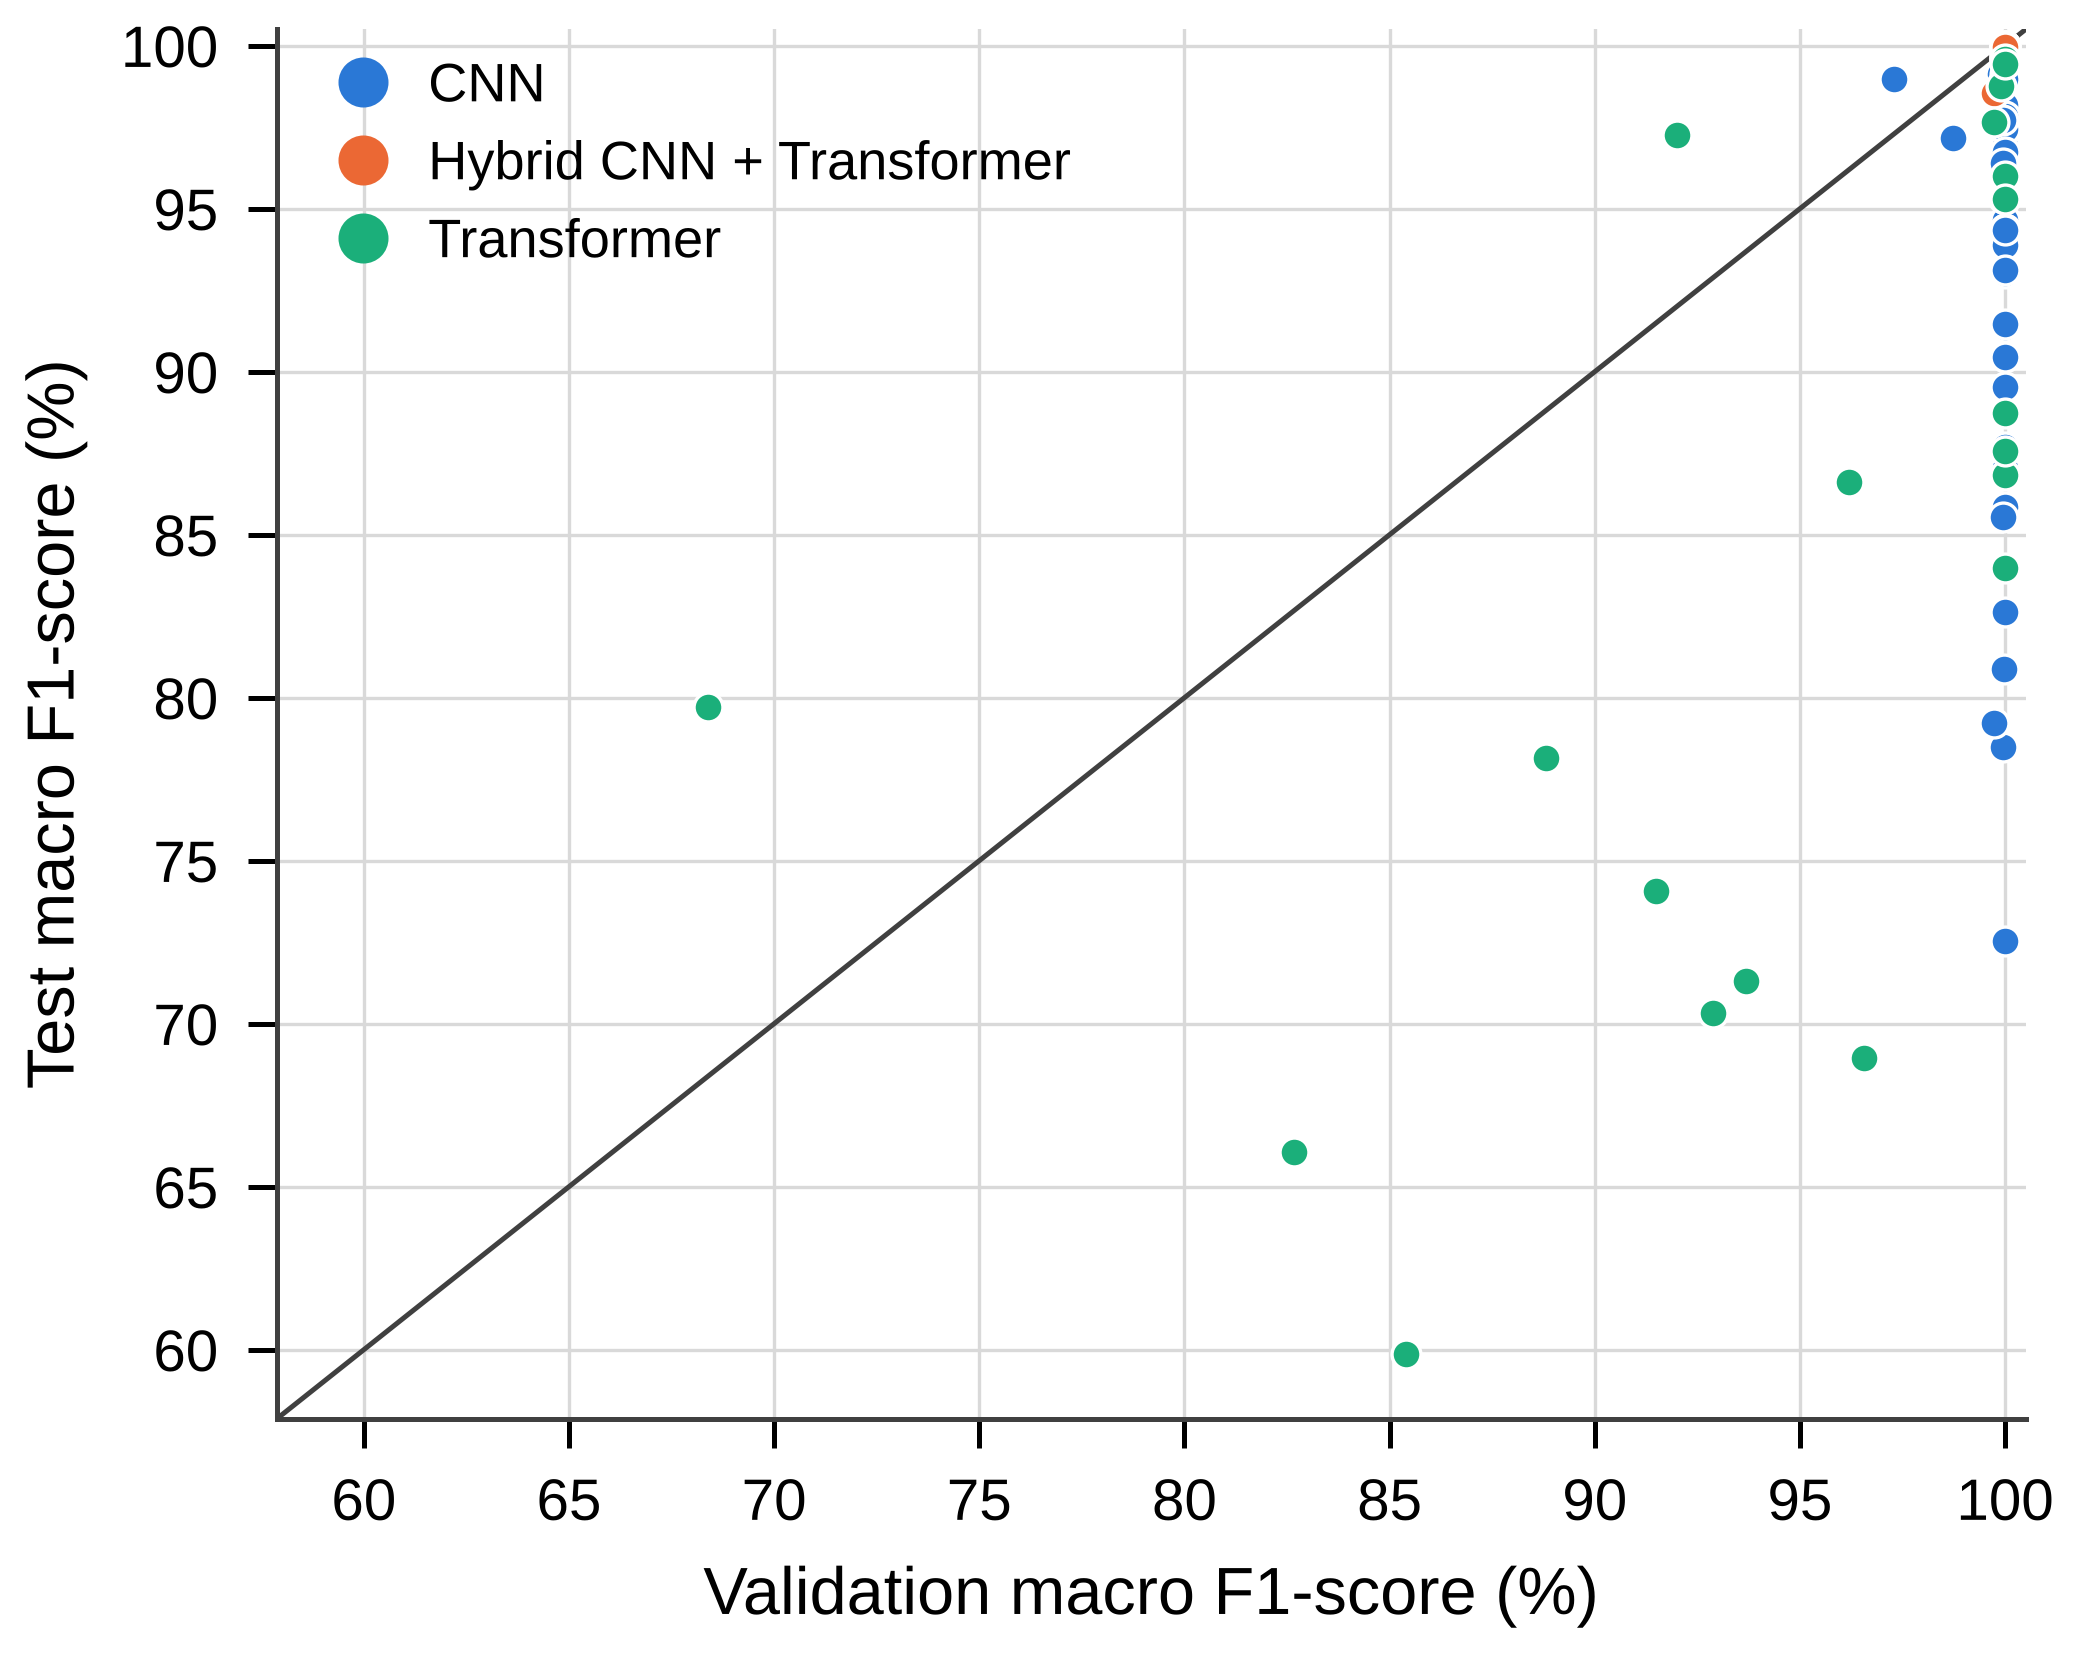 100
95
90
85
80
75
70
65
60
Test macro F1-score (%)
CNN
Hybrid CNN + Transformer
Transformer
60 65 70 75 80 85 90 95 100
Validation macro F1-score (%)